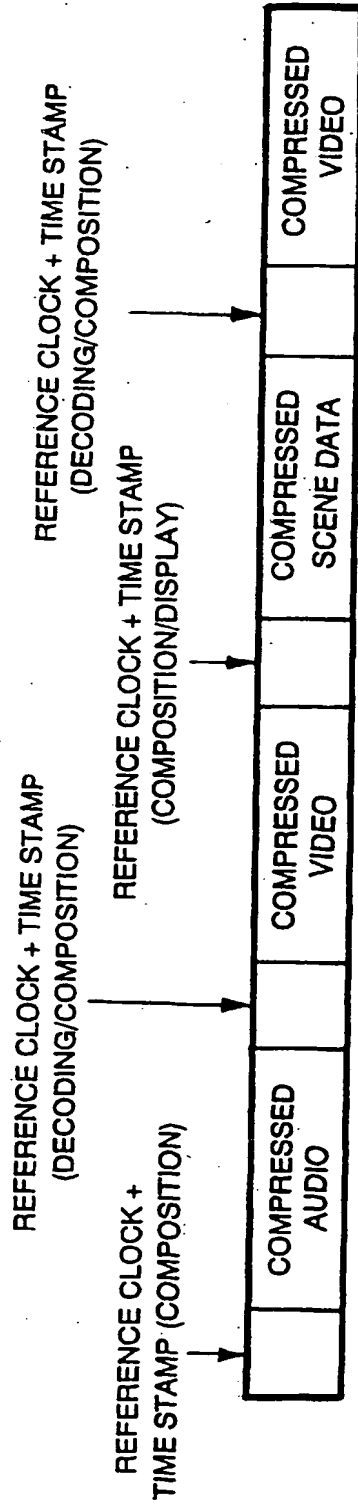 REFERENCE CLOCK +
TIME STAMP (COMPOSITION)
REFERENCE CLOCK + TIME STAMP
(DECODING/COMPOSITION)
REFERENCE CLOCK + TIME STAMP
(COMPOSITION/DISPLAY)
REFERENCE CLOCK + TIME STAMP
(DECODING/COMPOSITION)
COMPRESSED
AUDIO
COMPRESSED
VIDEO
COMPRESSED
SCENE DATA
COMPRESSED
VIDEO